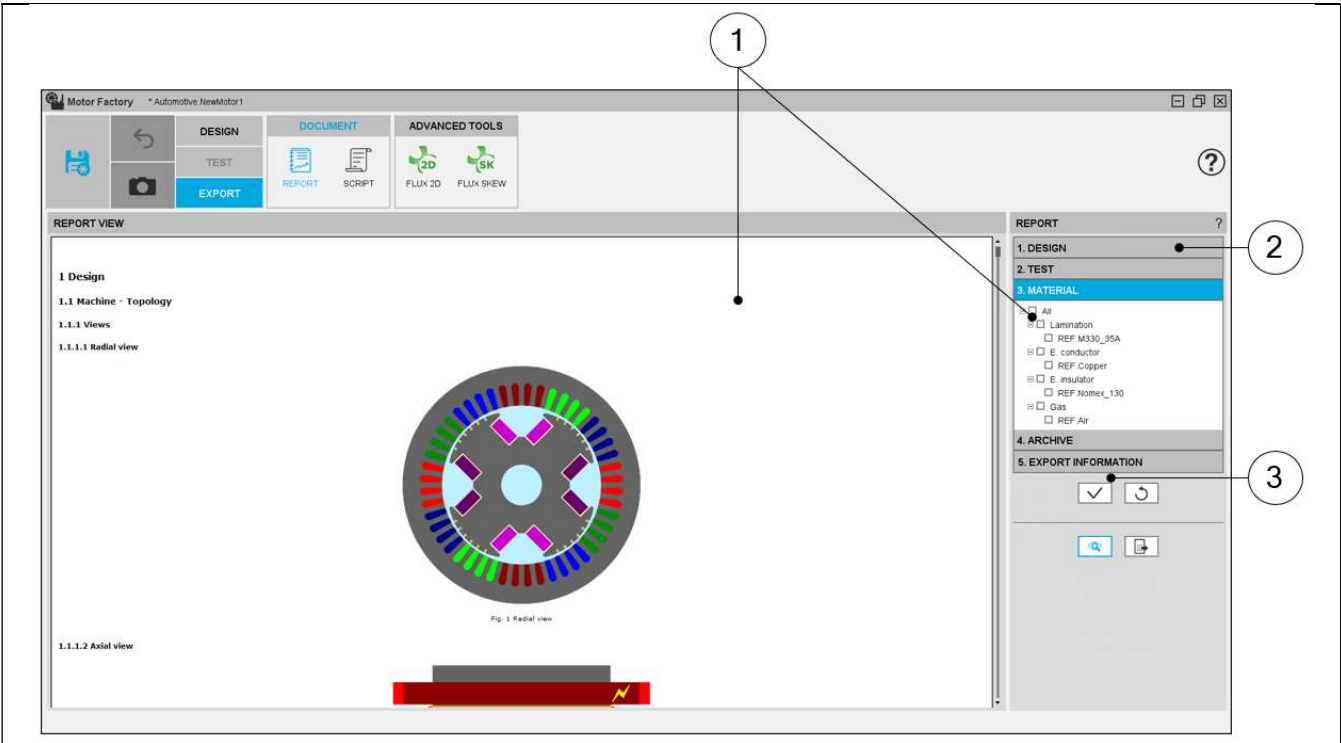 1
Motor Factory * Automotive.NewMotor1
DESIGN
DOCUMENT
ADVANCED TOOLS
TEST
2D
SK
?
EXPORT
REPORT
SCRIPT
FLUX 2D
FLUX SKEW
REPORT VIEW
REPORT
?
1. DESIGN
2
2. TEST
3. MATERIAL
All
Lamination
REF.M330_35A
E. conductor
REF.Copper
E. insulator
REF.Nomex_130
Gas
REF.Air
4. ARCHIVE
5. EXPORT INFORMATION
3
1 Design
1.1 Machine - Topology
1.1.1 Views
1.1.1.1 Radial view
Fig. 1 Radial view
1.1.1.2 Axial view